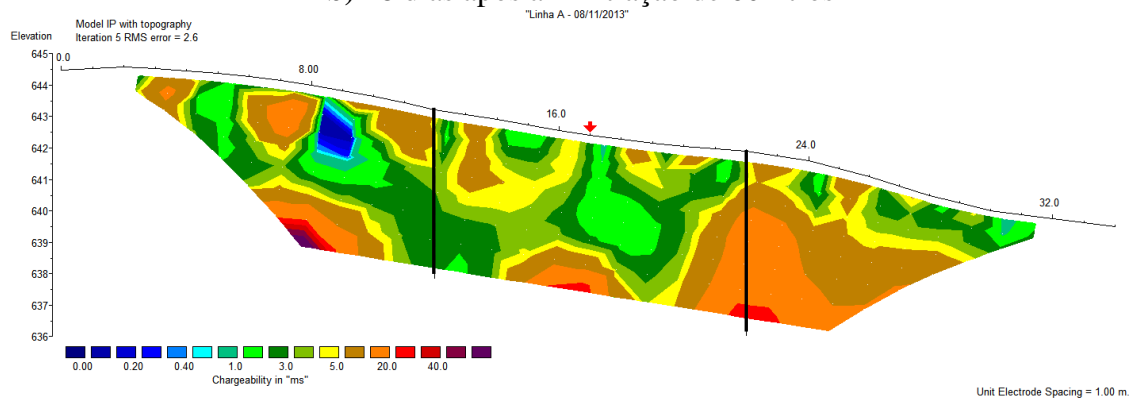 "Linha A - 08/11/2013"
Model IP with topography
Iteration 5 RMS error = 2.6
Elevation
645
644
643
642
641
640
639
638
637
636
0.0
8.00
16.0
24.0
32.0
0.00 0.20 0.40 1.0 3.0 5.0 20.0 40.0
Chargeability in "ms"
Unit Electrode Spacing = 1.00 m.